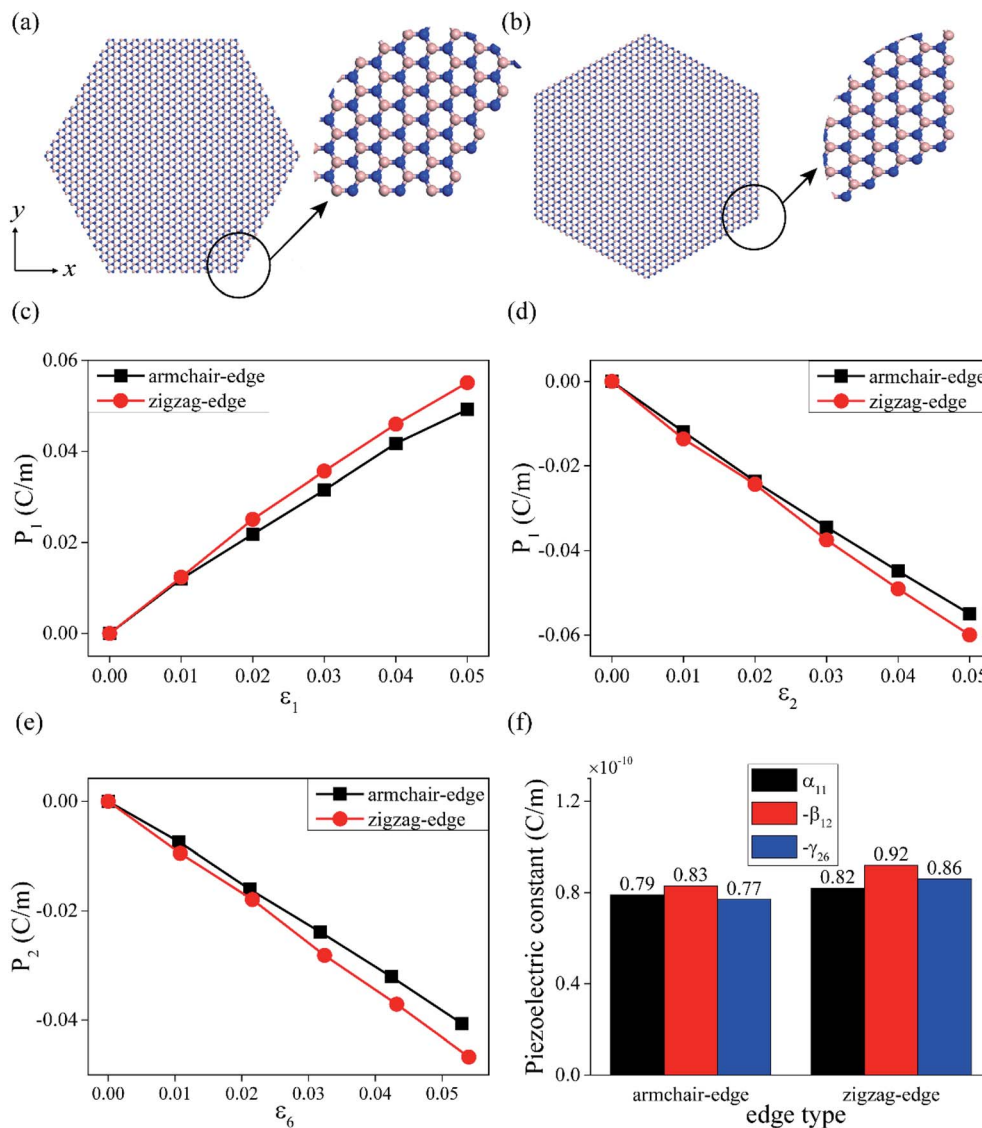 (a)
(b)
y
x
(c)
(d)
0.06
0.04
0.02
0.00
P₁ (C/m)
armchair-edge
zigzag-edge
0.00 0.01 0.02 0.03 0.04 0.05
ε₁
0.00
-0.02
-0.04
-0.06
P₁ (C/m)
armchair-edge
zigzag-edge
0.00 0.01 0.02 0.03 0.04 0.05
ε₂
(e)
(f)
0.00
-0.02
-0.04
P₂ (C/m)
armchair-edge
zigzag-edge
0.00 0.01 0.02 0.03 0.04 0.05
ε₆
×10⁻¹⁰
1.2
0.8
0.4
0.0
Piezoelectric constant (C/m)
α₁₁
-β₁₂
-γ₂₆
0.79 0.83 0.77 0.82 0.92 0.86
armchair-edge zigzag-edge
edge type